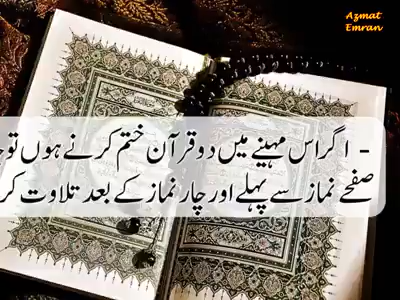 Azmat
Emran
- اگر اس مہینے میں دو قرآن ختم کرنے ہوں تو
صفحے نماز سے پہلے اور چار نماز کے بعد تلاوت